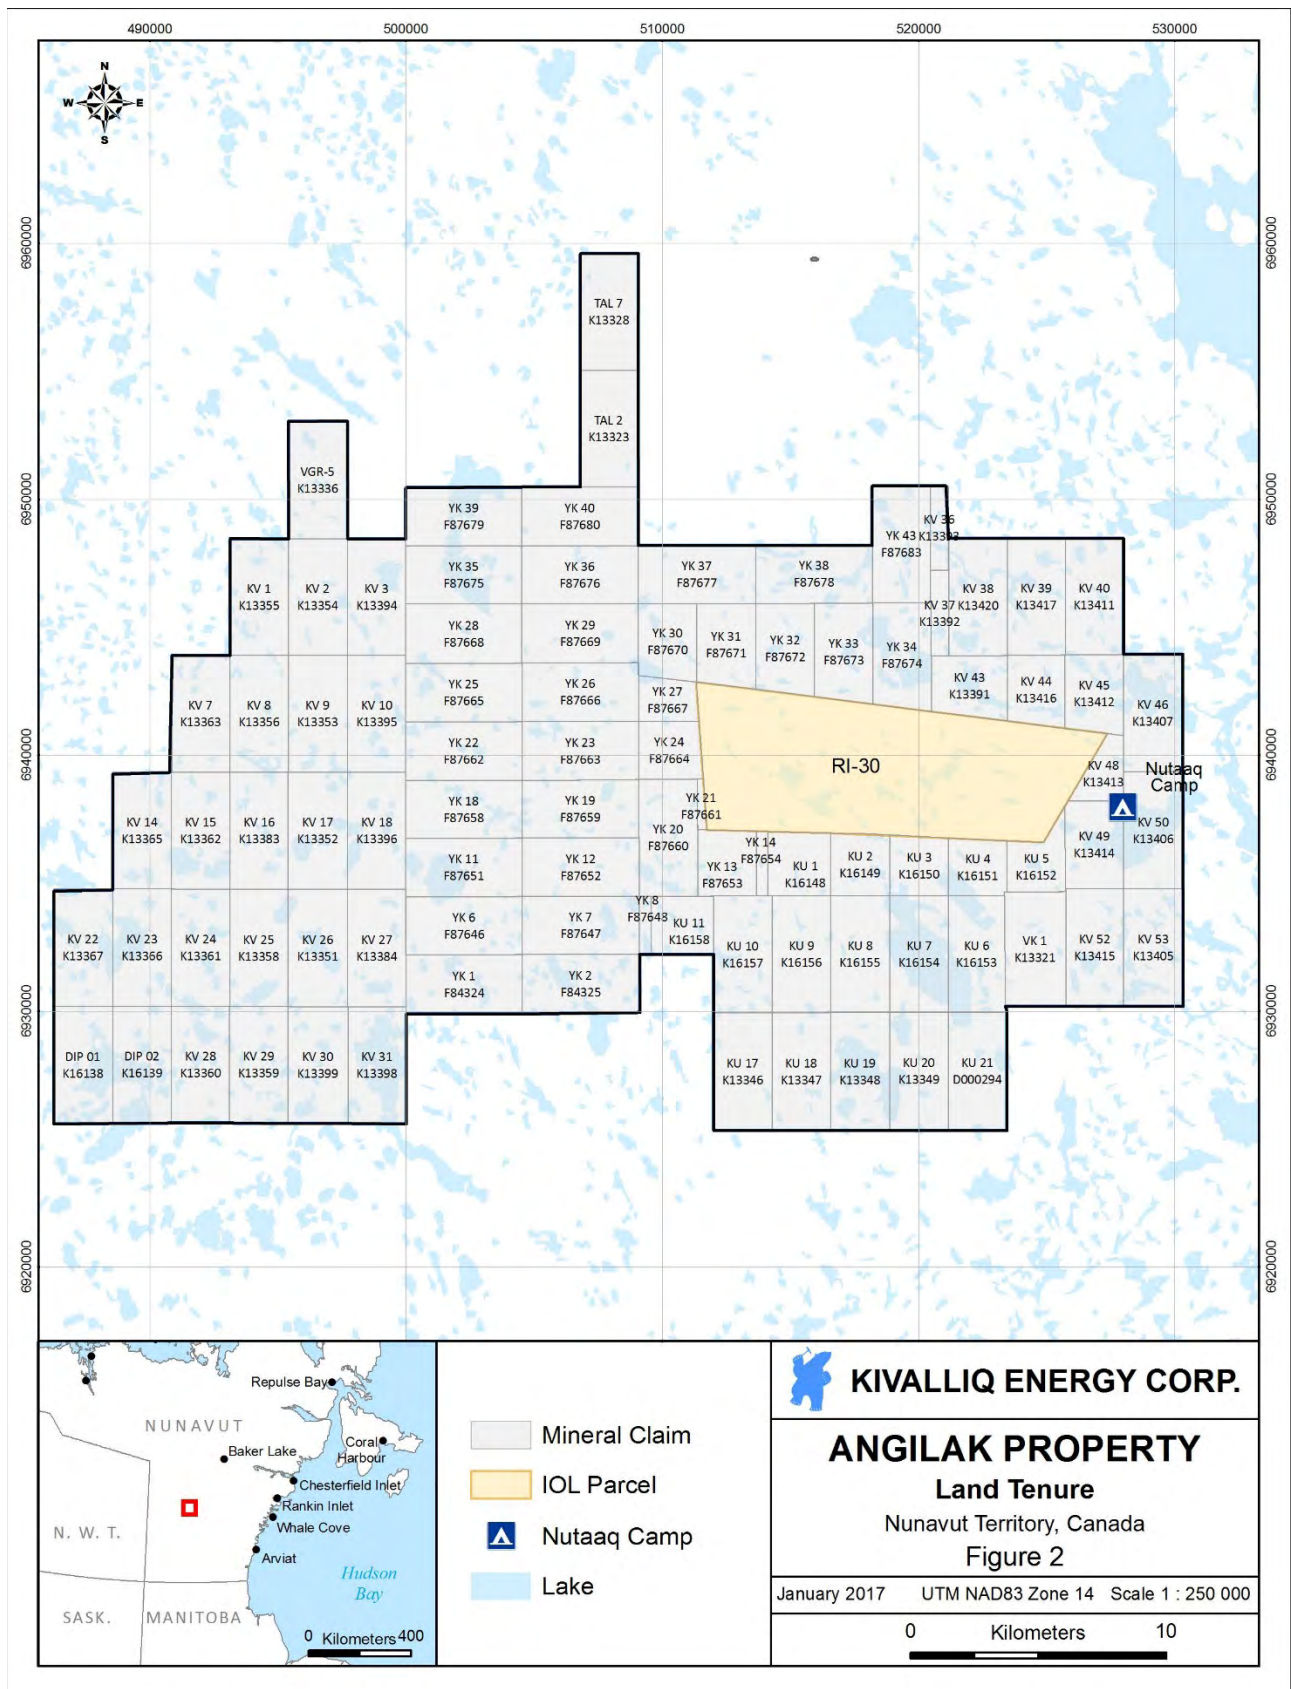 490000
500000
510000
520000
530000
N
W
E
S
6960000
6960000
TAL 7
K13328
TAL 2
K13323
VGR-5
K13336
6950000
6950000
YK 39
F87679
YK 40
F87680
KV 36
K13393
YK 43
F87683
YK 35
F87675
YK 36
F87676
YK 37
F87677
YK 38
F87678
KV 1
K13355
KV 2
K13354
KV 3
K13394
KV 37
K13392
KV 38
K13420
KV 39
K13417
KV 40
K13411
YK 28
F87668
YK 29
F87669
YK 30
F87670
YK 31
F87671
YK 32
F87672
YK 33
F87673
YK 34
F87674
KV 7
K13363
KV 8
K13356
KV 9
K13353
KV 10
K13395
YK 25
F87665
YK 26
F87666
YK 27
F87667
KV 43
K13391
KV 44
K13416
KV 45
K13412
KV 46
K13407
6940000
6940000
YK 22
F87662
YK 23
F87663
YK 24
F87664
RI-30
KV 48
K13413
Nutaaq
Camp
KV 14
K13365
KV 15
K13362
KV 16
K13383
KV 17
K13352
KV 18
K13396
YK 18
F87658
YK 19
F87659
YK 20
F87660
YK 21
F87661
KV 49
K13414
KV 50
K13406
YK 11
F87651
YK 12
F87652
YK 13
F87653
YK 14
F87654
KU 1
K16148
KU 2
K16149
KU 3
K16150
KU 4
K16151
KU 5
K16152
KV 22
K13367
KV 23
K13366
KV 24
K13361
KV 25
K13358
KV 26
K13351
KV 27
K13384
YK 6
F87646
YK 7
F87647
YK 8
F87648
KU 11
K16158
KU 10
K16157
KU 9
K16156
KU 8
K16155
KU 7
K16154
KU 6
K16153
VK 1
K13321
KV 52
K13415
KV 53
K13405
YK 1
F84324
YK 2
F84325
6930000
6930000
DIP 01
K16138
DIP 02
K16139
KV 28
K13360
KV 29
K13359
KV 30
K13399
KV 31
K13398
KU 17
K13346
KU 18
K13347
KU 19
K13348
KU 20
K13349
KU 21
D000294
6920000
6920000
Repulse Bay
NUNAVUT
Baker Lake
Coral
Harbour
Chesterfield Inlet
Rankin Inlet
Whale Cove
N. W. T.
Arviat
Hudson
Bay
SASK.
MANITOBA
0 Kilometers 400
Mineral Claim
IOL Parcel
Nutaaq Camp
Lake
KIVALLIQ ENERGY CORP.
ANGILAK PROPERTY
Land Tenure
Nunavut Territory, Canada
Figure 2
January 2017 UTM NAD83 Zone 14 Scale 1 : 250 000
0 Kilometers 10